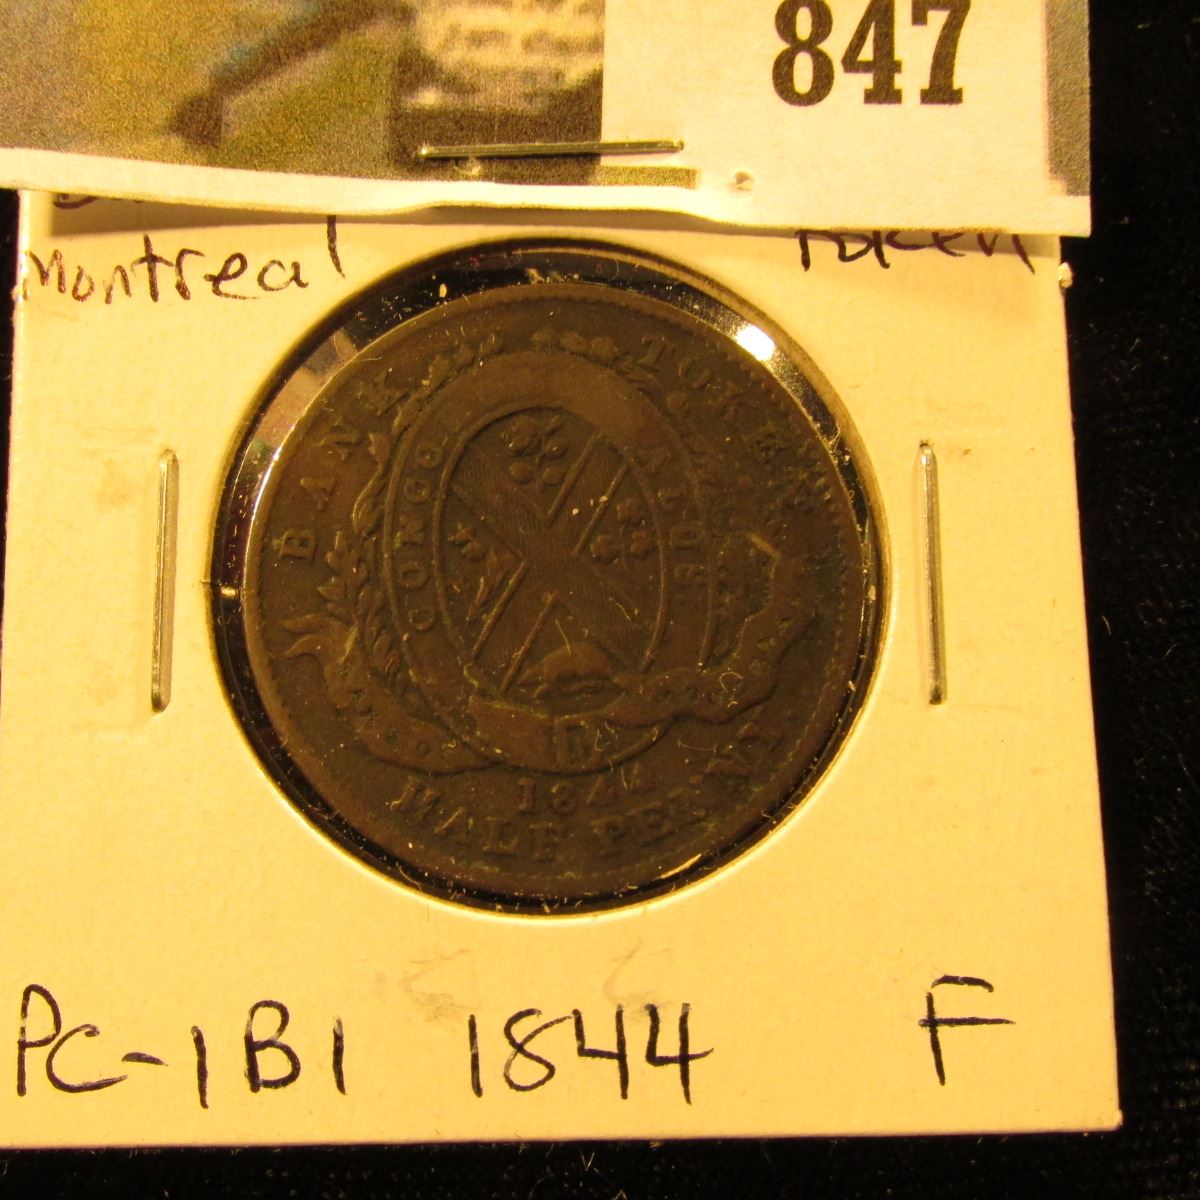 847
Montreal Token
BANK TOKEN
CONCORDIA SALUS
1844
HALF PENNY
PC-1B1 1844 F